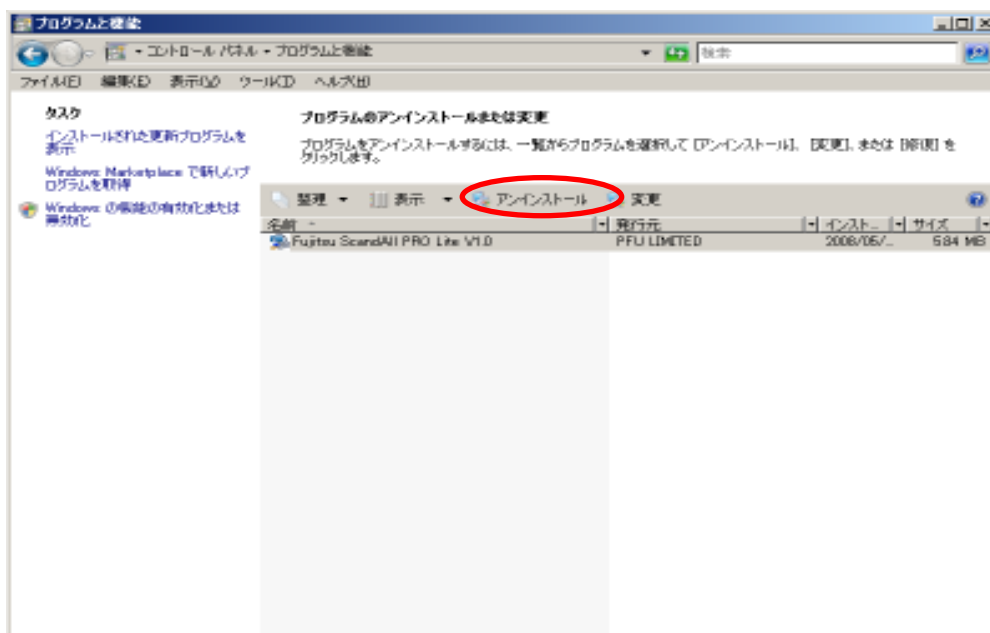 プログラムと機能
コントロール パネル プログラムと機能 検索
ファイル(F) 編集(E) 表示(V) ツール(T) ヘルプ(H)
タスク
インストールされた更新プログラムを
表示
Windows Marketplace で新しいプ
ログラムを取得
Windows の機能の有効化または
無効化
プログラムのアンインストールまたは変更
プログラムをアンインストールするには、一覧からプログラムを選択して [アンインストール]、[変更]、または [修復] を
クリックします。
整理 表示 アンインストール 変更
名前 発行元 インスト... サイズ
Fujitsu ScandAll PRO Lite V1.0 PFU LIMITED 2008/05/... 584 MB